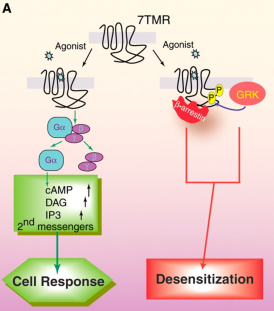 A
7TMR
Agonist
Agonist
P
P
GRK
β-arrestin
Gα
β
γ
Gα
β
γ
cAMP
DAG
IP3
2nd messengers
Cell Response
Desensitization